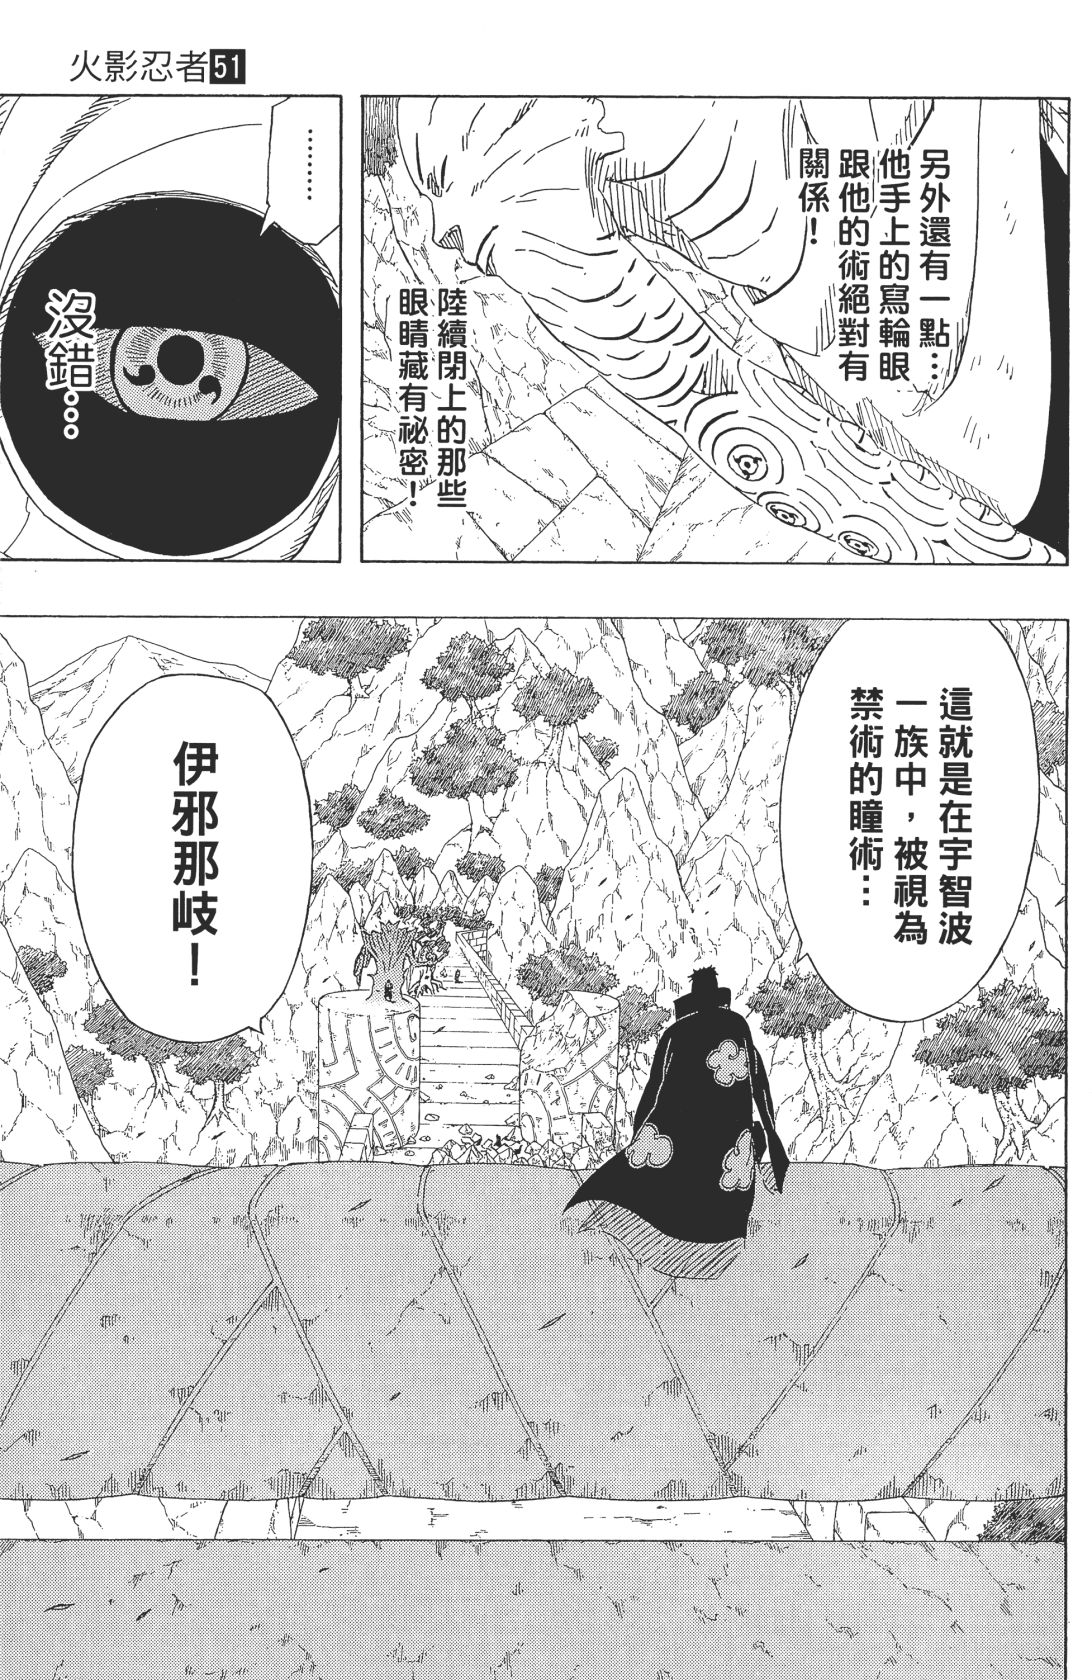 火影忍者51
另外還有一點…
他手上的寫輪眼
跟他的術絕對有
關係！
陸續閉上的那些
眼睛藏有祕密！
………
沒錯…
這就是在宇智波
一族中，被視為
禁術的瞳術…
伊邪那岐！